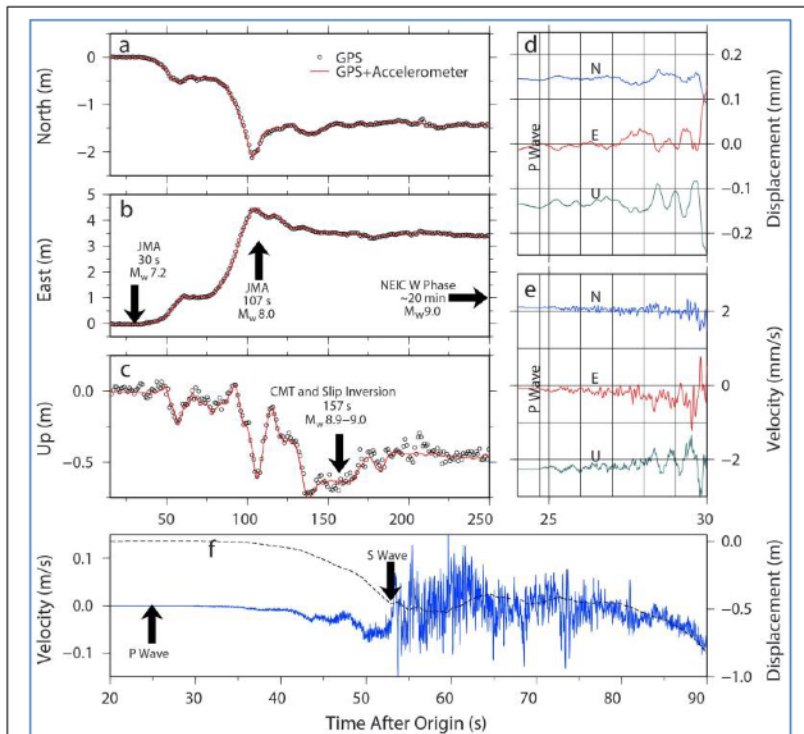 a
GPS
GPS+Accelerometer
North (m)
0
−1
−2
b
East (m)
5
4
3
2
1
0
JMA
30 s
Mw 7.2
JMA
107 s
Mw 8.0
NEIC W Phase
~20 min
Mw 9.0
c
Up (m)
0.0
−0.5
CMT and Slip Inversion
157 s
Mw 8.9−9.0
50 100 150 200 250
d
N
E
U
P Wave
0.2
0.1
0.0
−0.1
−0.2
Displacement (mm)
e
N
E
U
P Wave
2
0
−2
Velocity (mm/s)
25 30
f
Velocity (m/s)
0.1
0.0
−0.1
P Wave
S Wave
0.0
−0.5
−1.0
Displacement (m)
20 30 40 50 60 70 80 90
Time After Origin (s)